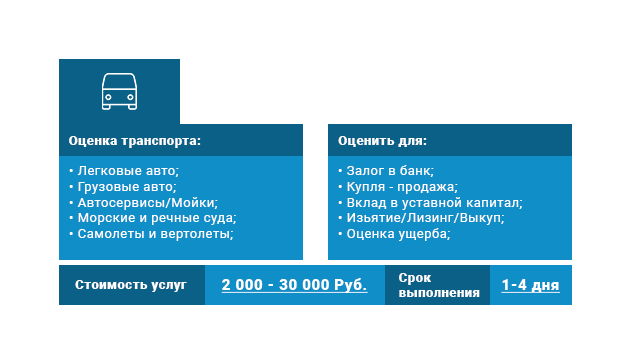 Оценка транспорта:
• Легковые авто;
• Грузовые авто;
• Автосервисы/Мойки;
• Морские и речные суда;
• Самолеты и вертолеты;
Оценить для:
• Залог в банк;
• Купля - продажа;
• Вклад в уставной капитал;
• Изьятие/Лизинг/Выкуп;
• Оценка ущерба;
Стоимость услуг
2 000 - 30 000 Руб.
Срок
выполнения
1-4 дня